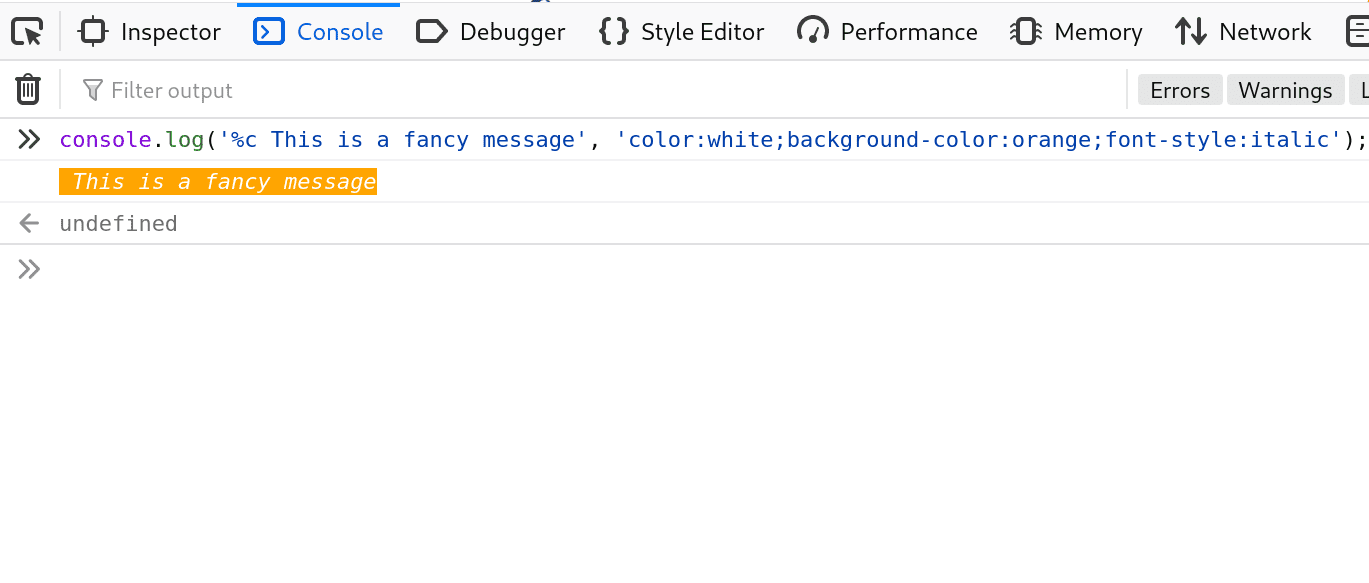 Inspector Console Debugger Style Editor Performance Memory Network
Filter output Errors Warnings
console.log('%c This is a fancy message', 'color:white;background-color:orange;font-style:italic');
This is a fancy message
undefined